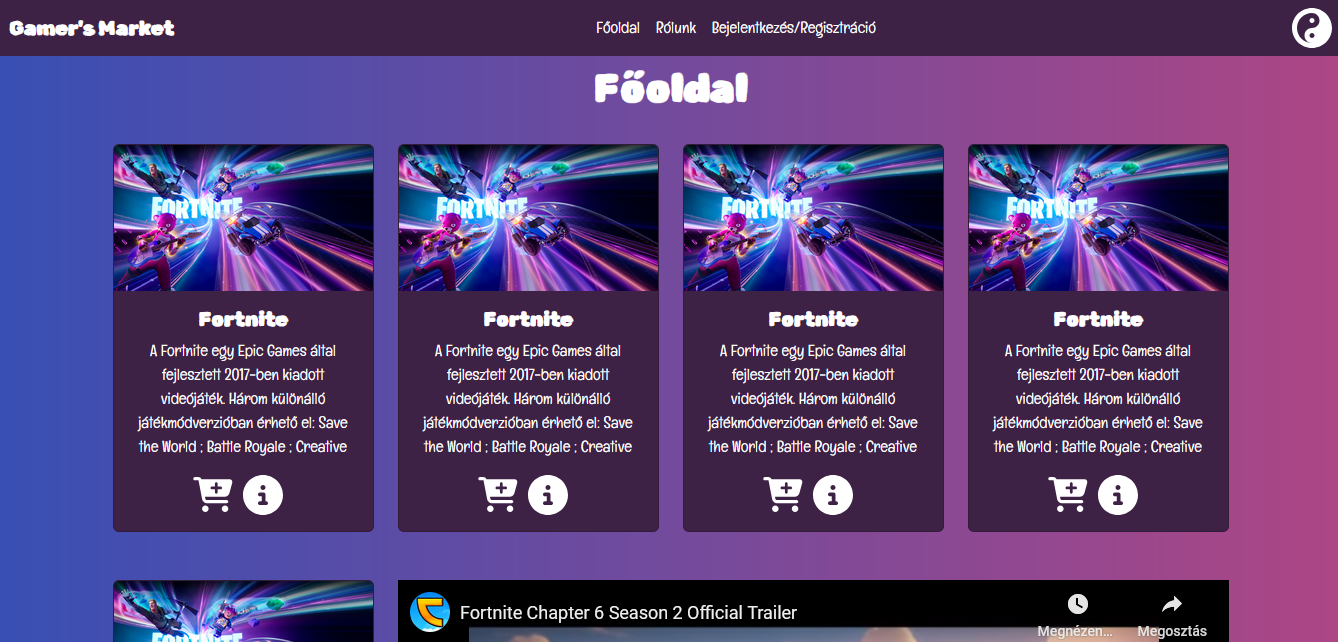 Gamer's Market
Főoldal Rólunk Bejelentkezés/Regisztráció
Főoldal
FORTNITE FORTNITE FORTNITE FORTNITE
Fortnite
A Fortnite egy Epic Games által
fejlesztett 2017-ben kiadott
videójáték. Három különálló
játékmódverzióban érhető el: Save
the World ; Battle Royale ; Creative
Fortnite
A Fortnite egy Epic Games által
fejlesztett 2017-ben kiadott
videójáték. Három különálló
játékmódverzióban érhető el: Save
the World ; Battle Royale ; Creative
Fortnite
A Fortnite egy Epic Games által
fejlesztett 2017-ben kiadott
videójáték. Három különálló
játékmódverzióban érhető el: Save
the World ; Battle Royale ; Creative
Fortnite
A Fortnite egy Epic Games által
fejlesztett 2017-ben kiadott
videójáték. Három különálló
játékmódverzióban érhető el: Save
the World ; Battle Royale ; Creative
FORTNITE
Fortnite Chapter 6 Season 2 Official Trailer
Megnézen... Megosztás